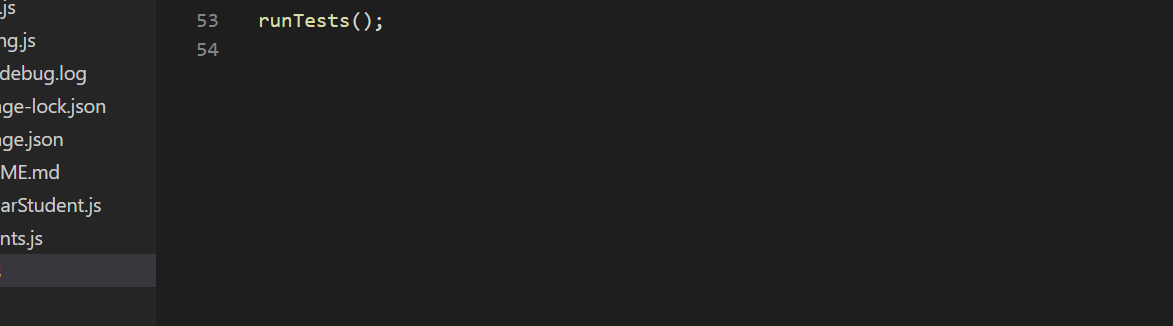 .js
ng.js
debug.log
ge-lock.json
ge.json
ME.md
arStudent.js
nts.js
53 runTests();
54